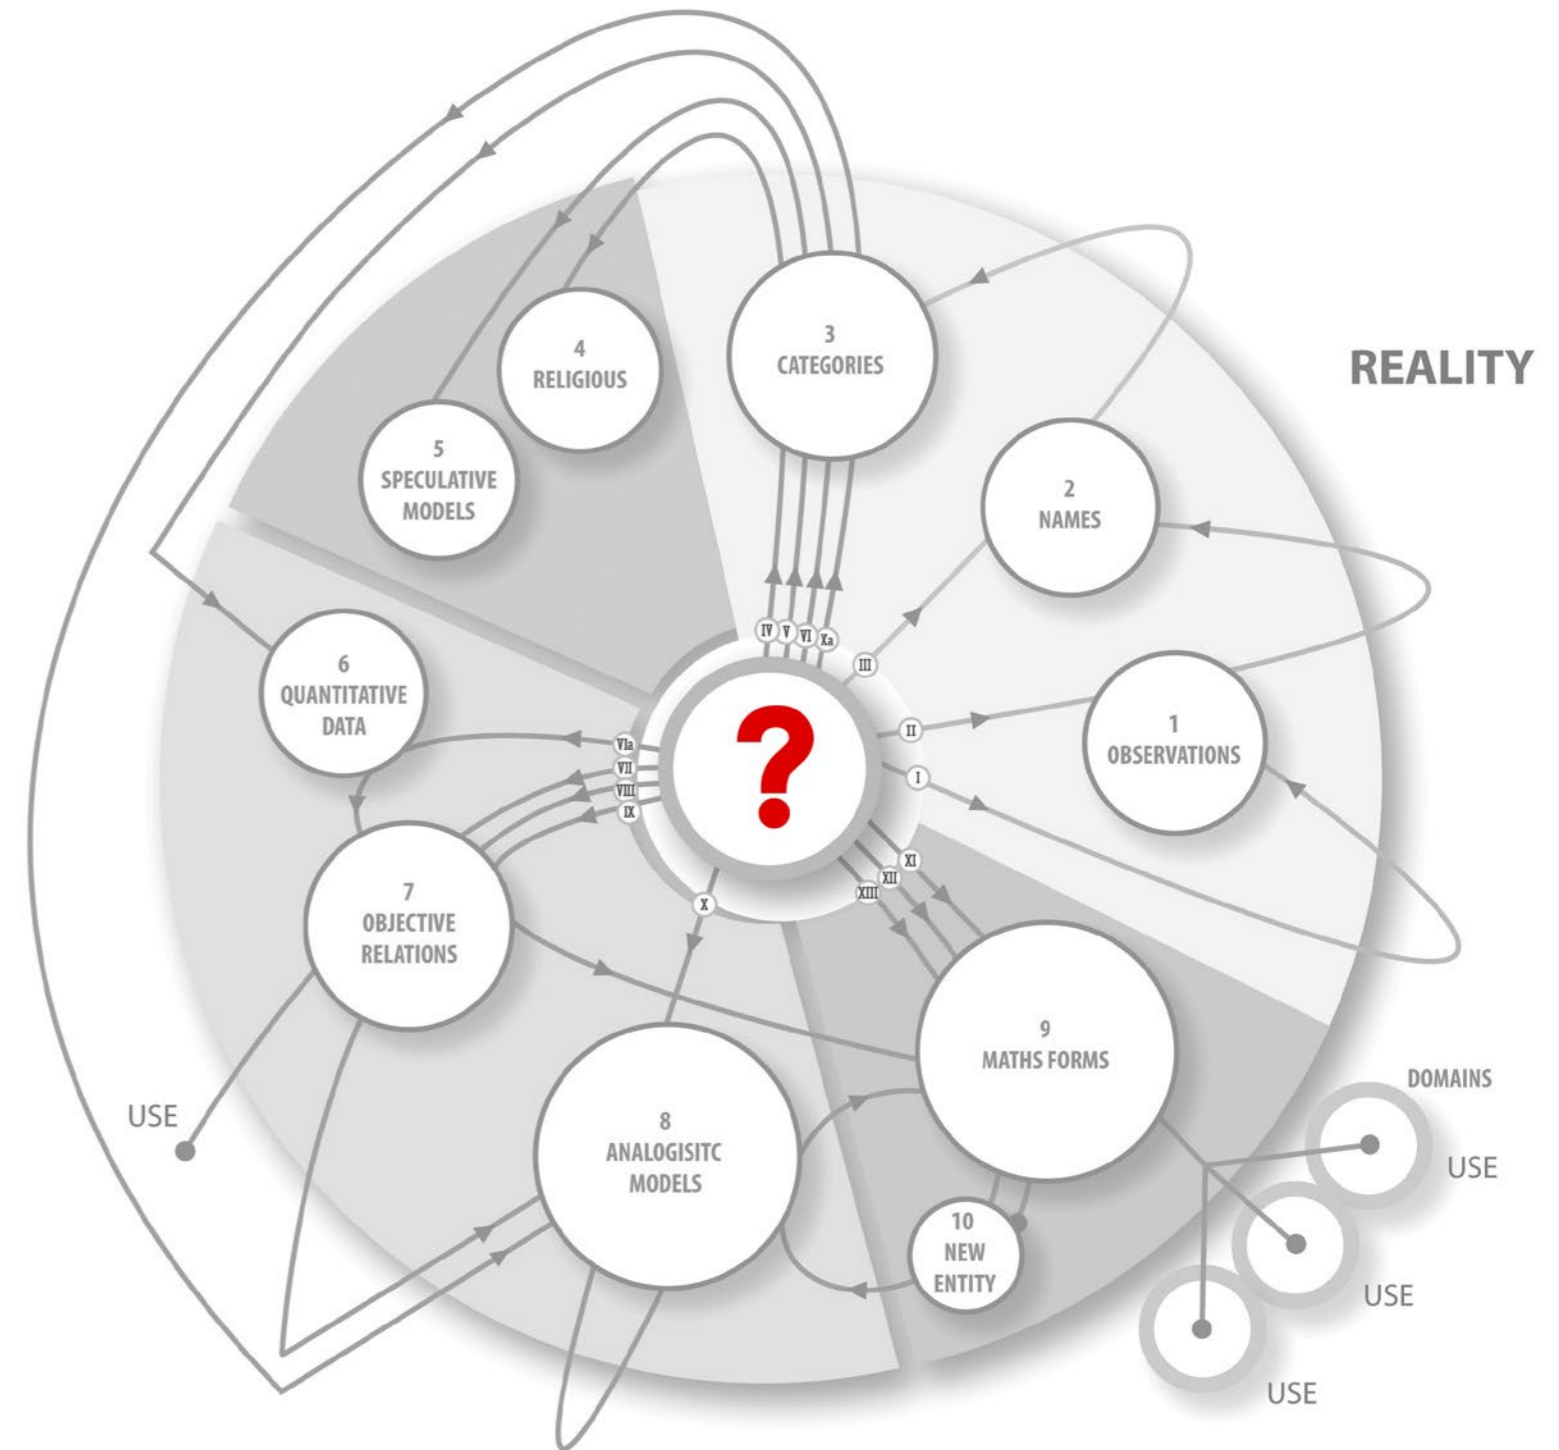 REALITY
3
CATEGORIES
4
RELIGIOUS
5
SPECULATIVE
MODELS
2
NAMES
1
OBSERVATIONS
6
QUANTITATIVE
DATA
IV
V
VI
Xa
III
II
I
VIa
VII
VIII
IX
X
XI
XII
XIII
?
7
OBJECTIVE
RELATIONS
8
ANALOGISITC
MODELS
9
MATHS FORMS
10
NEW
ENTITY
USE
DOMAINS
USE
USE
USE